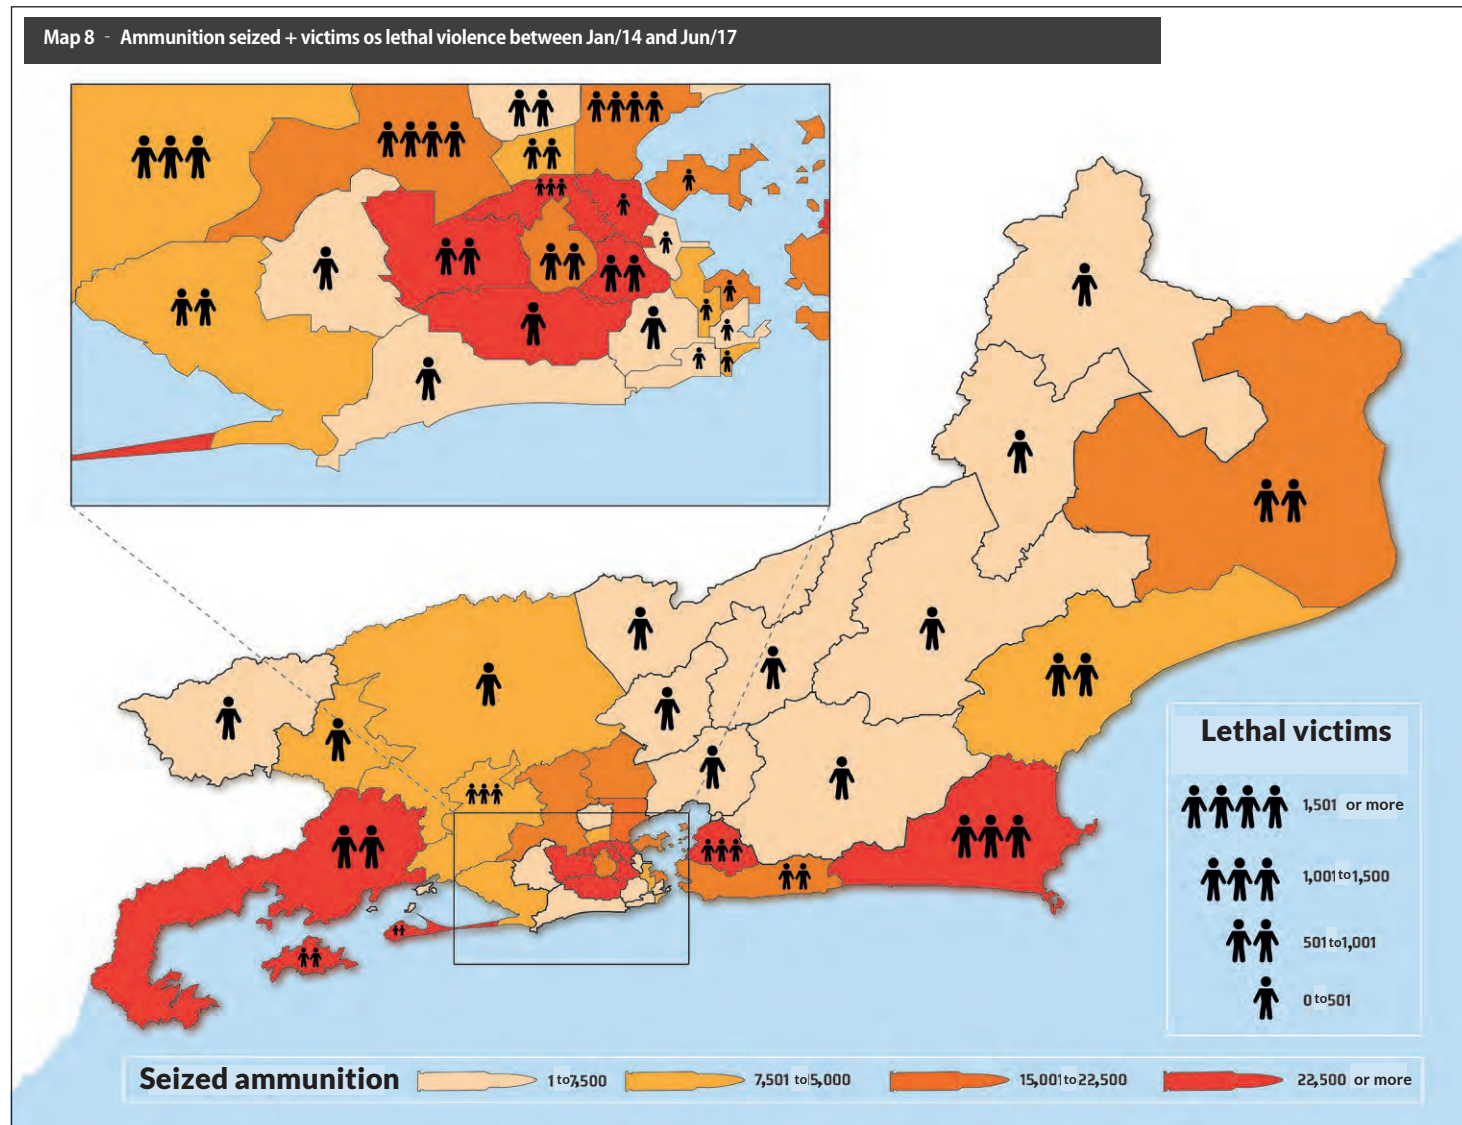 Map 8 - Ammunition seized + victims os lethal violence between Jan/14 and Jun/17
Lethal victims
1,501 or more
1,001 to 1,500
501 to 1,001
0 to 501
Seized ammunition
1 to 7,500
7,501 to 5,000
15,001 to 22,500
22,500 or more